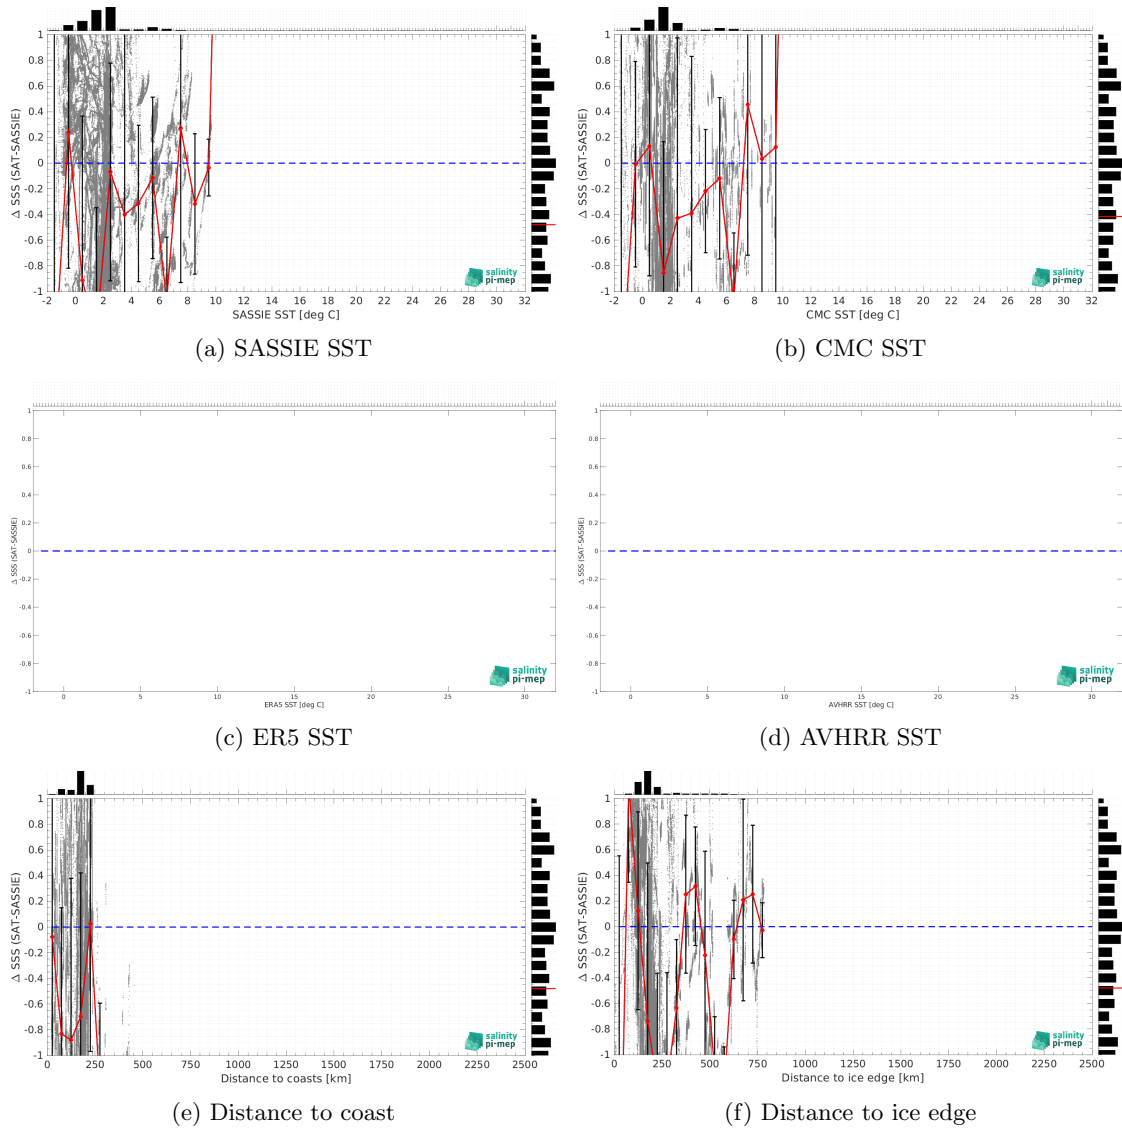 1
0.8
0.6
0.4
0.2
0
-0.2
-0.4
-0.6
-0.8
-1
Δ SSS (SAT-SASSIE)
-2 0 2 4 6 8 10 12 14 16 18 20 22 24 26 28 30 32
SASSIE SST [deg C]
salinity
pi-mep
(a) SASSIE SST
1
0.8
0.6
0.4
0.2
0
-0.2
-0.4
-0.6
-0.8
-1
Δ SSS (SAT-SASSIE)
-2 0 2 4 6 8 10 12 14 16 18 20 22 24 26 28 30 32
CMC SST [deg C]
salinity
pi-mep
(b) CMC SST
1
0.8
0.6
0.4
0.2
0
-0.2
-0.4
-0.6
-0.8
-1
Δ SSS (SAT-SASSIE)
0 5 10 15 20 25 30
ERA5 SST [deg C]
salinity
pi-mep
(c) ER5 SST
1
0.8
0.6
0.4
0.2
0
-0.2
-0.4
-0.6
-0.8
-1
Δ SSS (SAT-SASSIE)
0 5 10 15 20 25 30
AVHRR SST [deg C]
salinity
pi-mep
(d) AVHRR SST
1
0.8
0.6
0.4
0.2
0
-0.2
-0.4
-0.6
-0.8
-1
Δ SSS (SAT-SASSIE)
0 250 500 750 1000 1250 1500 1750 2000 2250 2500
Distance to coasts [km]
salinity
pi-mep
(e) Distance to coast
1
0.8
0.6
0.4
0.2
0
-0.2
-0.4
-0.6
-0.8
-1
Δ SSS (SAT-SASSIE)
0 250 500 750 1000 1250 1500 1750 2000 2250 2500
Distance to ice edge [km]
salinity
pi-mep
(f) Distance to ice edge